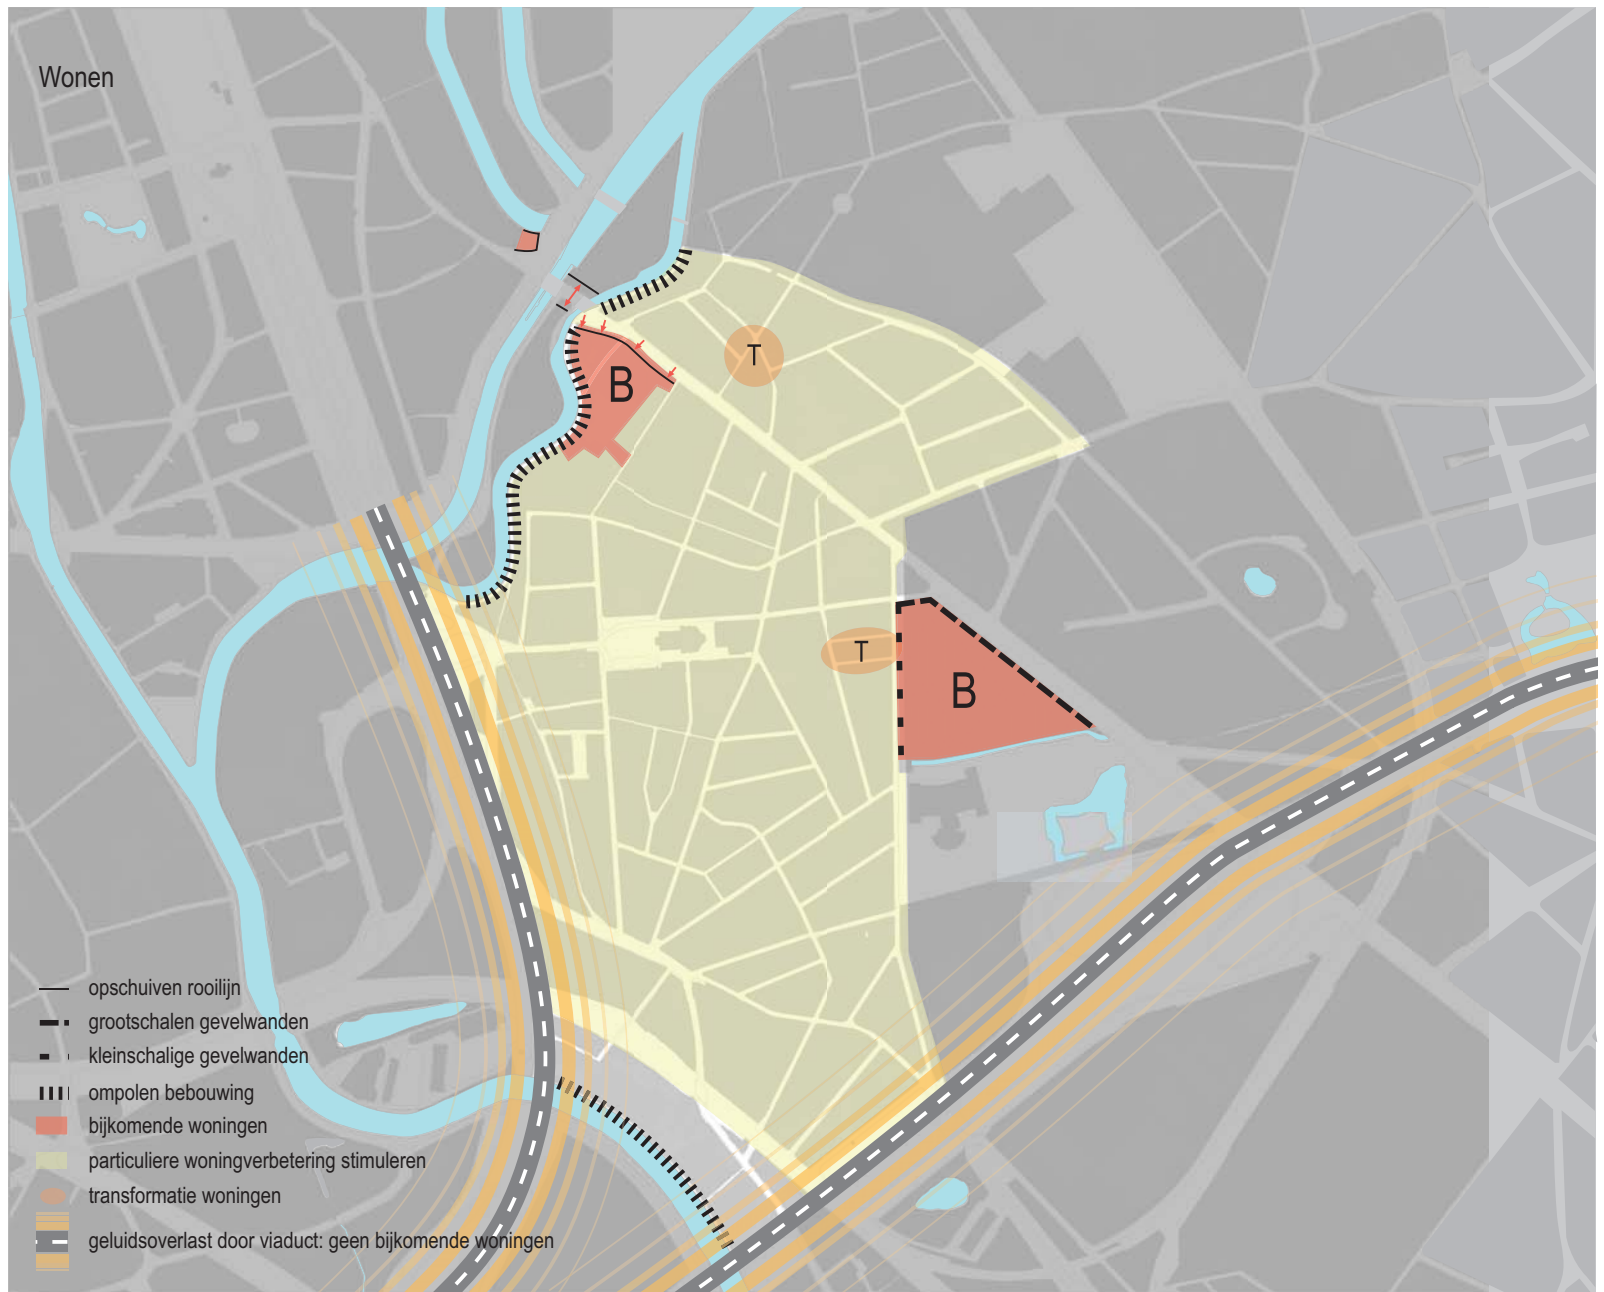 Wonen
T
B
T
B
opschuiven rooilijn
grootschalen gevelwanden
kleinschalige gevelwanden
ompolen bebouwing
bijkomende woningen
particuliere woningverbetering stimuleren
transformatie woningen
geluidsoverlast door viaduct: geen bijkomende woningen